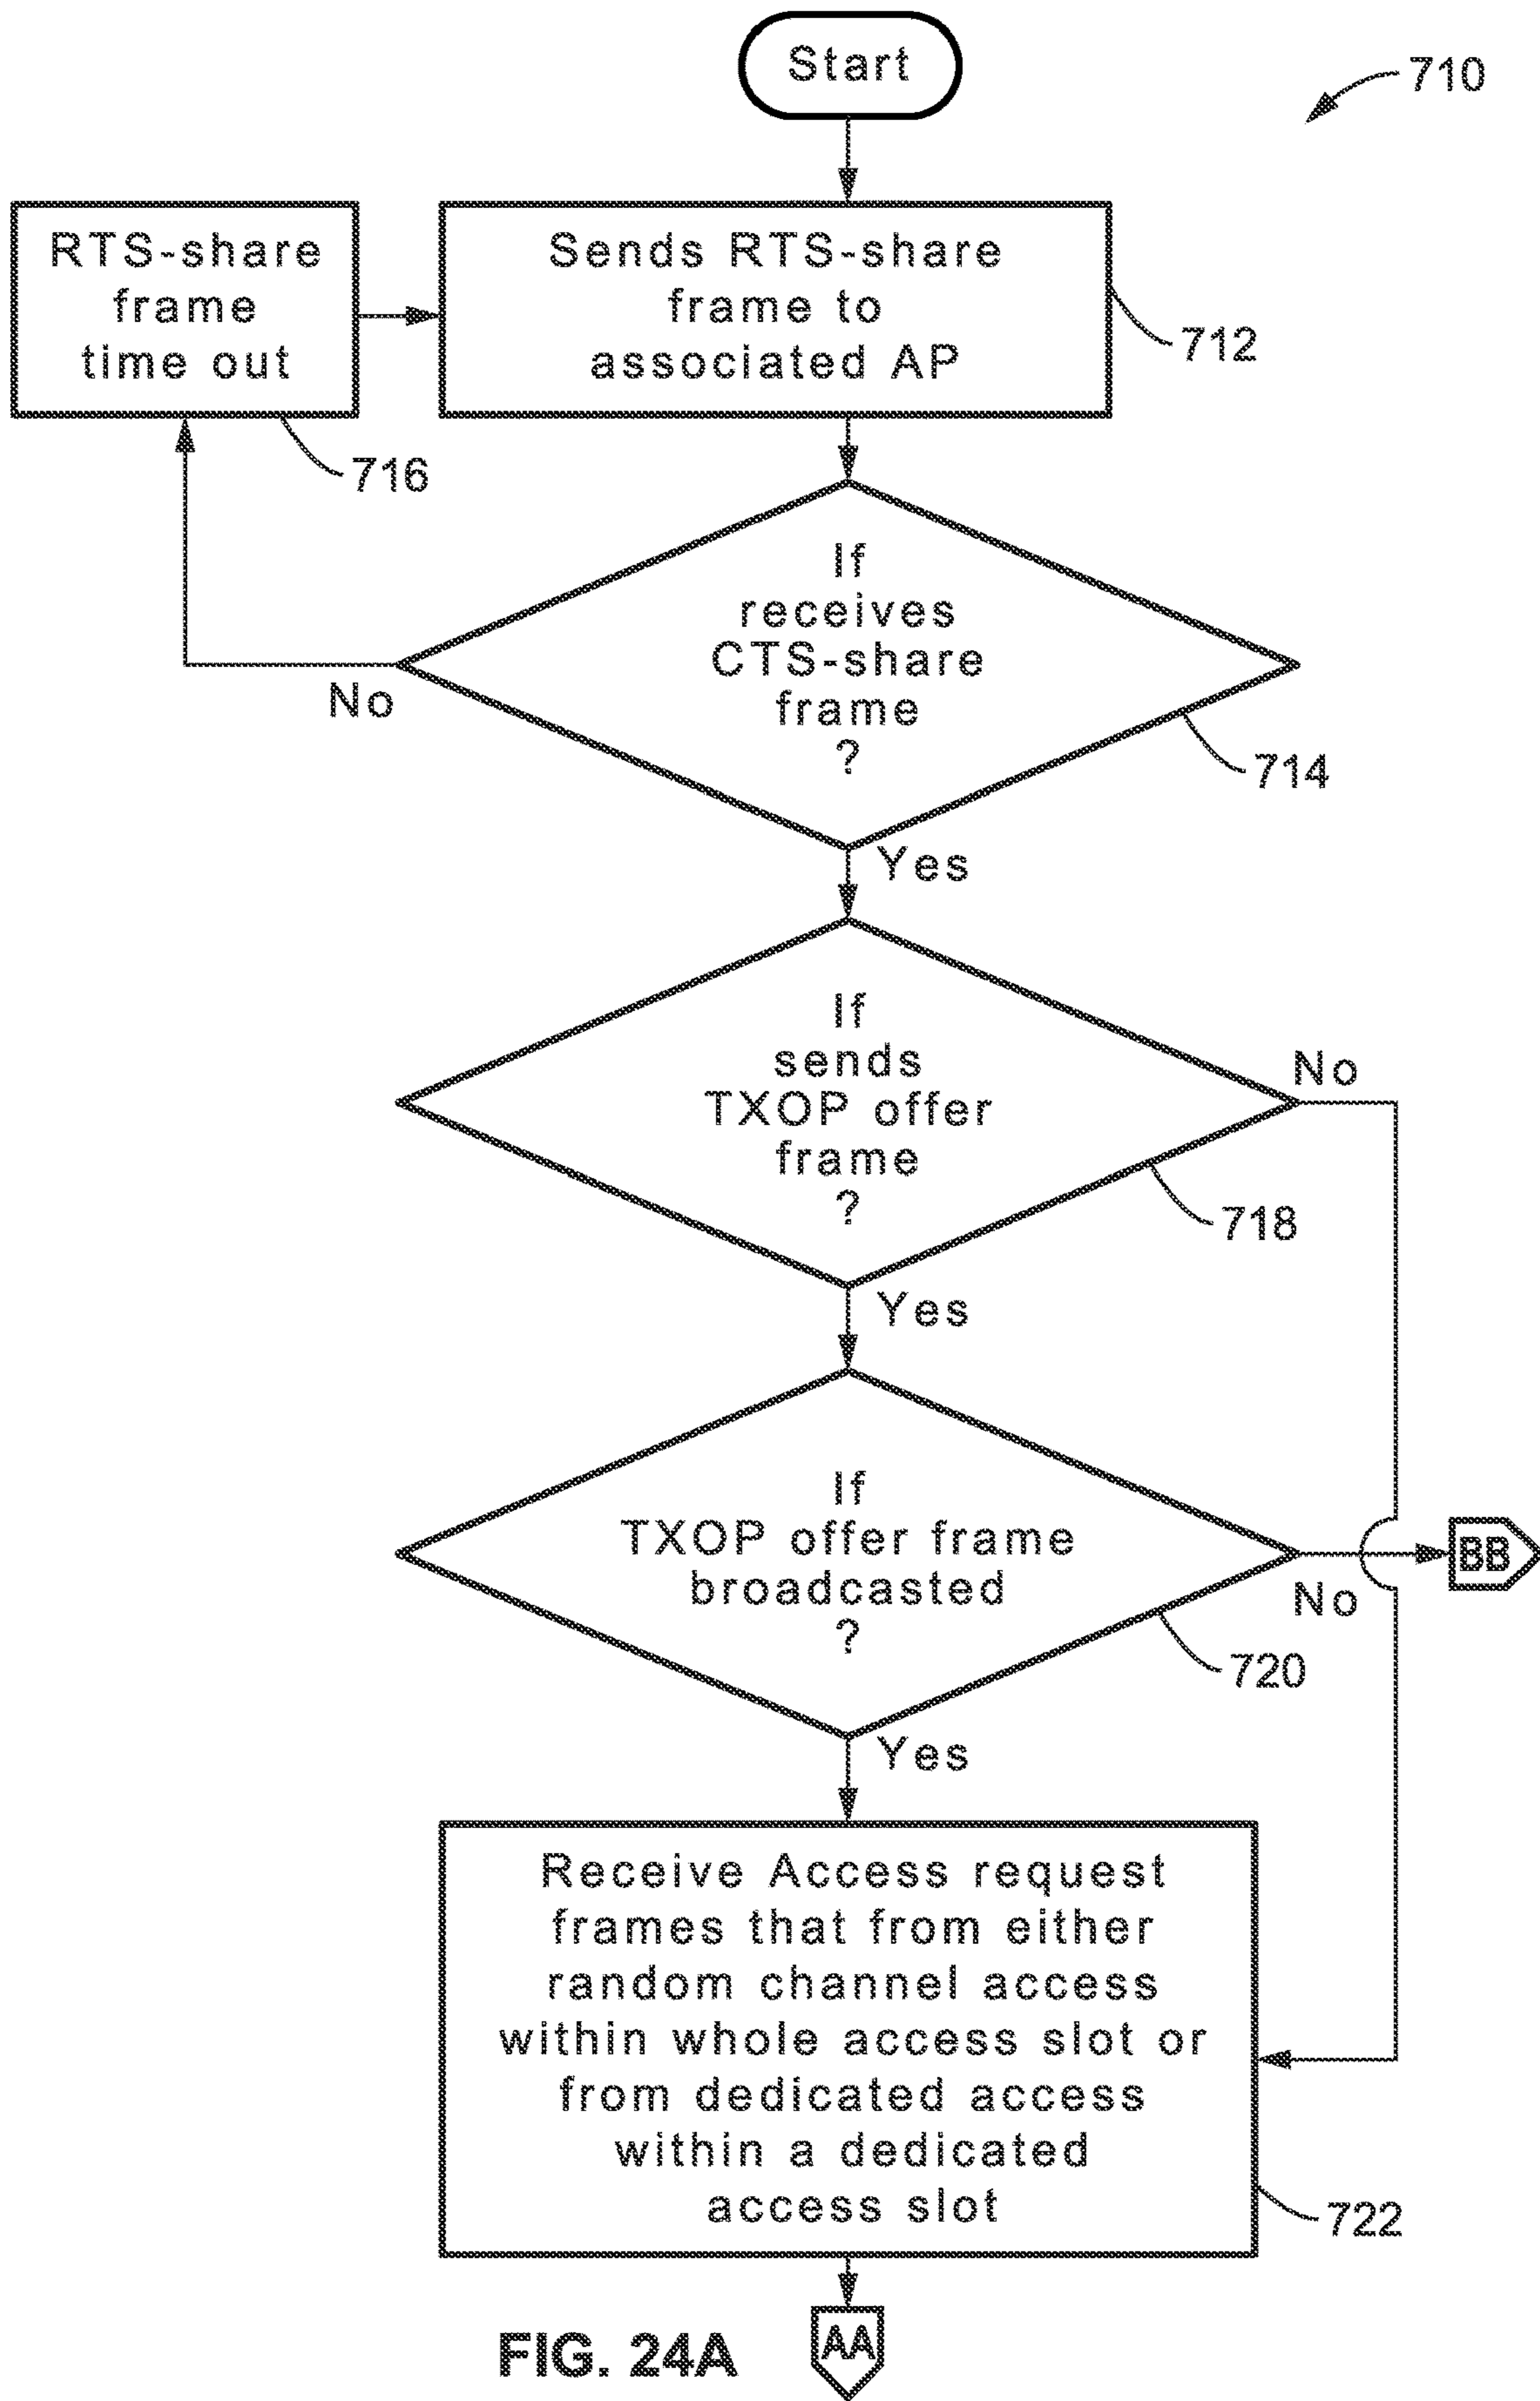 Start
710
RTS-share
frame
time out
716
Sends RTS-share
frame to
associated AP
712
If
receives
CTS-share
frame
?
714
No
Yes
If
sends
TXOP offer
frame
?
718
No
Yes
If
TXOP offer frame
broadcasted
?
720
No
BB
Yes
Receive Access request
frames that from either
random channel access
within whole access slot or
from dedicated access
within a dedicated
access slot
722
AA
FIG. 24A